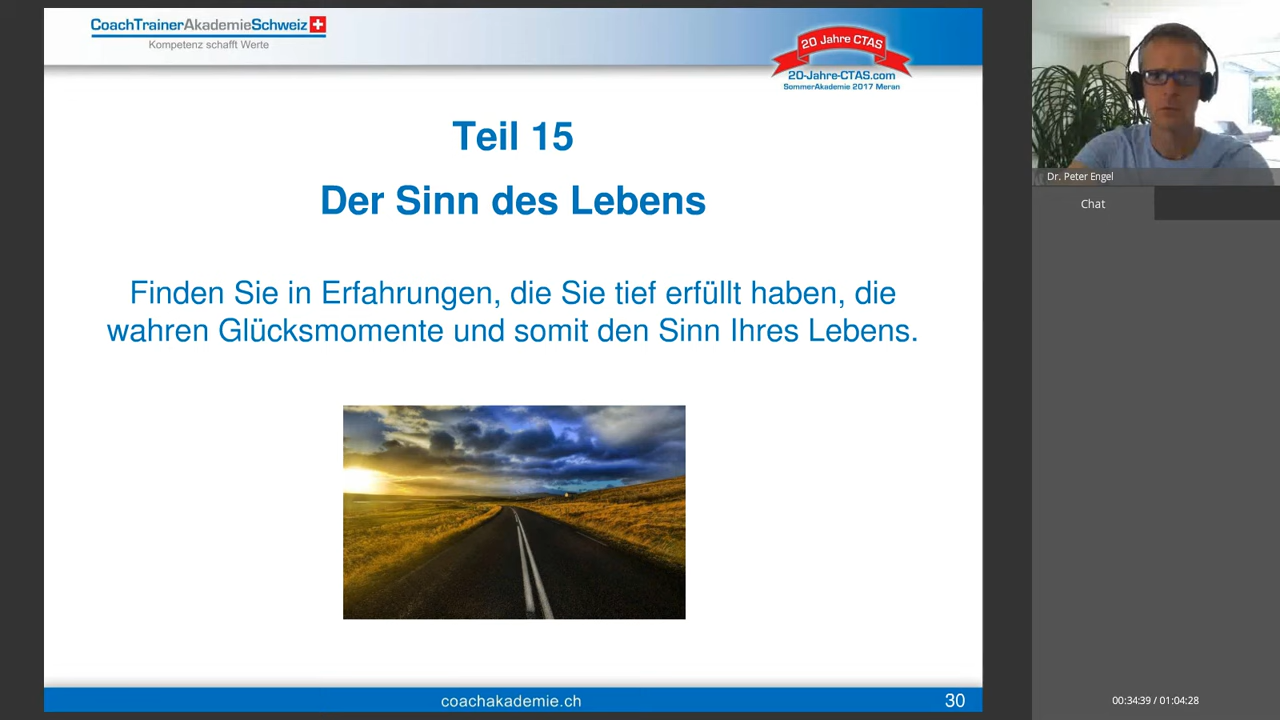 CoachTrainerAkademieSchweiz
Kompetenz schafft Werte
20 Jahre CTAS
20-Jahre-CTAS.com
SommerAkademie 2017 Meran
Teil 15
Der Sinn des Lebens
Finden Sie in Erfahrungen, die Sie tief erfüllt haben, die
wahren Glücksmomente und somit den Sinn Ihres Lebens.
coachakademie.ch
30
Dr. Peter Engel
Chat
00:34:39 / 01:04:28